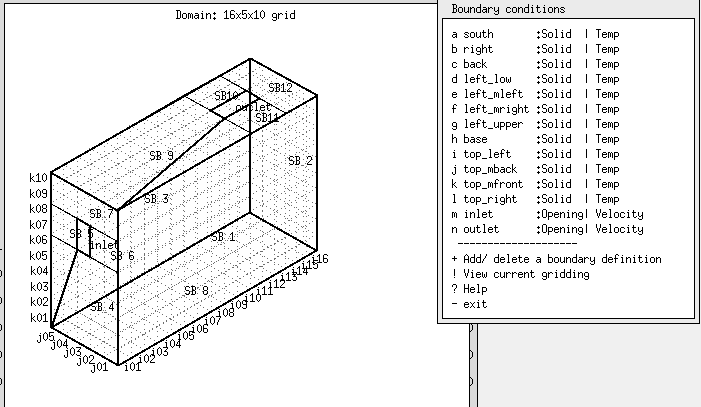 Domain: 16x5x10 grid
SB12
SB10
outlet
SB11
SB 9
SB 2
SB 3
k10
k09
k08
k07
k06
k05
k04
k03
k02
k01
SB 7
SB 5
inlet
SB 6
SB 1
SB 8
SB 4
j05
j04
j03
j02
j01
i01
i02
i03
i04
i05
i06
i07
i08
i09
i10
i11
i12
i13
i14
i15
i16
Boundary conditions
a south :Solid | Temp
b right :Solid | Temp
c back :Solid | Temp
d left_low :Solid | Temp
e left_mleft :Solid | Temp
f left_mright :Solid | Temp
g left_upper :Solid | Temp
h base :Solid | Temp
i top_left :Solid | Temp
j top_mback :Solid | Temp
k top_mfront :Solid | Temp
l top_right :Solid | Temp
m inlet :Opening| Velocity
n outlet :Opening| Velocity
--------------------
+ Add/ delete a boundary definition
! View current gridding
? Help
- exit